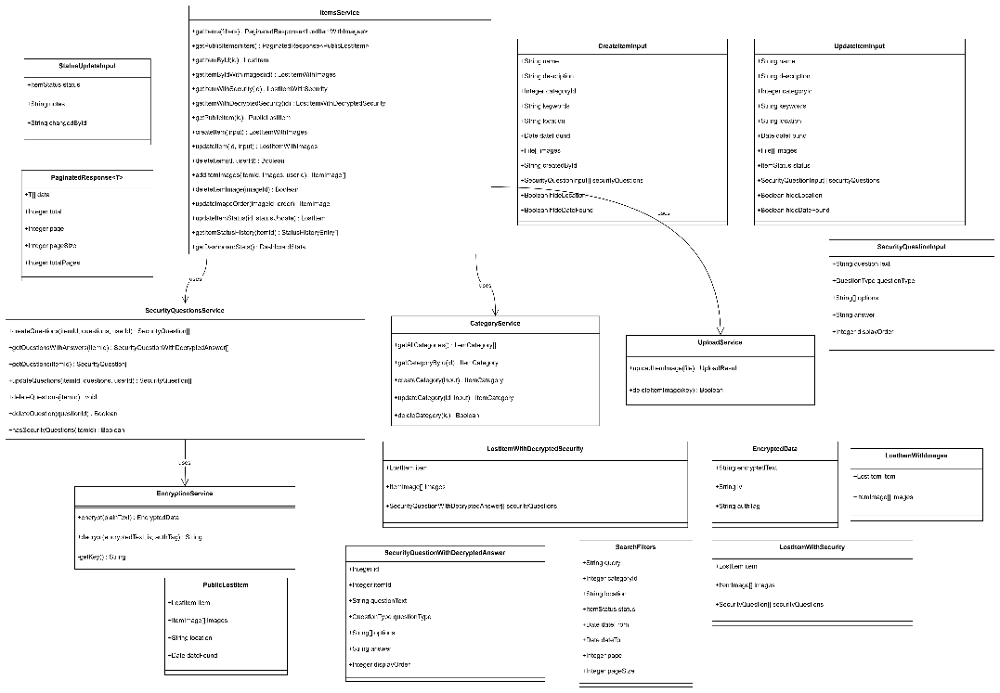 ItemsService
+getItems(filters) : PaginatedResponse<LostItemWithImages>
+getPublicItems(filters) : PaginatedResponse<PublicLostItem>
+getItemById(id) : LostItem
+getItemByIdWithImages(id) : LostItemWithImages
+getItemWithSecurity(id) : LostItemWithSecurity
+getItemWithDecryptedSecurity(id) : LostItemWithDecryptedSecurity
+getPublicItem(id) : PublicLostItem
+createItem(input) : LostItemWithImages
+updateItem(id, input) : LostItemWithImages
+deleteItem(id, userId) : Boolean
+addItemImages(itemId, images, userId) : ItemImage[]
+deleteItemImage(imageId) : Boolean
+updateImageOrder(imageId, order) : ItemImage
+updateItemStatus(id, statusUpdate) : LostItem
+getItemStatusHistory(itemId) : StatusHistoryEntry[]
+getDashboardStats() : DashboardStats
StatusUpdateInput
+ItemStatus status
+String notes
+String changedById
CreateItemInput
+String name
+String description
+Integer categoryId
+String keywords
+String location
+Date dateFound
+File[] images
+String createdById
+SecurityQuestionInput[] securityQuestions
+Boolean hideLocation
+Boolean hideDateFound
UpdateItemInput
+String name
+String description
+Integer categoryId
+String keywords
+String location
+Date dateFound
+File[] images
+ItemStatus status
+SecurityQuestionInput[] securityQuestions
+Boolean hideLocation
+Boolean hideDateFound
PaginatedResponse<T>
+T[] data
+Integer total
+Integer page
+Integer pageSize
+Integer totalPages
uses
uses
uses
SecurityQuestionInput
+String questionText
+QuestionType questionType
+String[] options
+String answer
+Integer displayOrder
SecurityQuestionsService
+createQuestions(itemId, questions, userId) : SecurityQuestion[]
+getQuestionsWithAnswers(itemId) : SecurityQuestionWithDecryptedAnswer[]
+getQuestions(itemId) : SecurityQuestion[]
+updateQuestions(itemId, questions, userId) : SecurityQuestion[]
+deleteQuestions(itemId) : void
+deleteQuestion(questionId) : Boolean
+hasSecurityQuestions(itemId) : Boolean
CategoryService
+getAllCategories() : ItemCategory[]
+getCategoryById(id) : ItemCategory
+createCategory(input) : ItemCategory
+updateCategory(id, input) : ItemCategory
+deleteCategory(id) : Boolean
UploadService
+uploadItemImage(file) : UploadResult
+deleteItemImage(key) : Boolean
uses
EncryptionService
+encrypt(plainText) : EncryptedData
+decrypt(encryptedText, iv, authTag) : String
-getKey() : String
LostItemWithDecryptedSecurity
+LostItem item
+ItemImage[] images
+SecurityQuestionWithDecryptedAnswer[] securityQuestions
EncryptedData
+String encryptedText
+String iv
+String authTag
LostItemWithImages
+LostItem item
+ItemImage[] images
PublicLostItem
+LostItem item
+ItemImage[] images
+String location
+Date dateFound
SecurityQuestionWithDecryptedAnswer
+Integer id
+Integer itemId
+String questionText
+QuestionType questionType
+String[] options
+String answer
+Integer displayOrder
SearchFilters
+String query
+Integer categoryId
+String location
+ItemStatus status
+Date dateFrom
+Date dateTo
+Integer page
+Integer pageSize
LostItemWithSecurity
+LostItem item
+ItemImage[] images
+SecurityQuestion[] securityQuestions